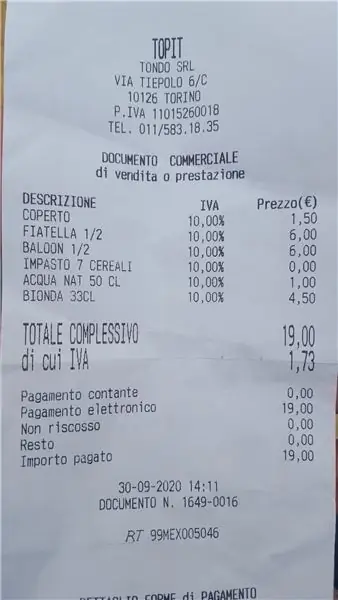 TOPIT
TONDO SRL
VIA TIEPOLO 6/C
10126 TORINO
P.IVA 11015260018
TEL. 011/583.18.35
DOCUMENTO COMMERCIALE
di vendita o prestazione
DESCRIZIONE IVA Prezzo(€)
COPERTO 10,00% 1,50
FIATELLA 1/2 10,00% 6,00
BALOON 1/2 10,00% 6,00
IMPASTO 7 CEREALI 10,00% 0,00
ACQUA NAT 50 CL 10,00% 1,00
BIONDA 33CL 10,00% 4,50
TOTALE COMPLESSIVO 19,00
di cui IVA 1,73
Pagamento contante 0,00
Pagamento elettronico 19,00
Non riscosso 0,00
Resto 0,00
Importo pagato 19,00
30-09-2020 14:11
DOCUMENTO N. 1649-0016
RT 99MEX005046
DETTAGLIO FORME di PAGAMENTO